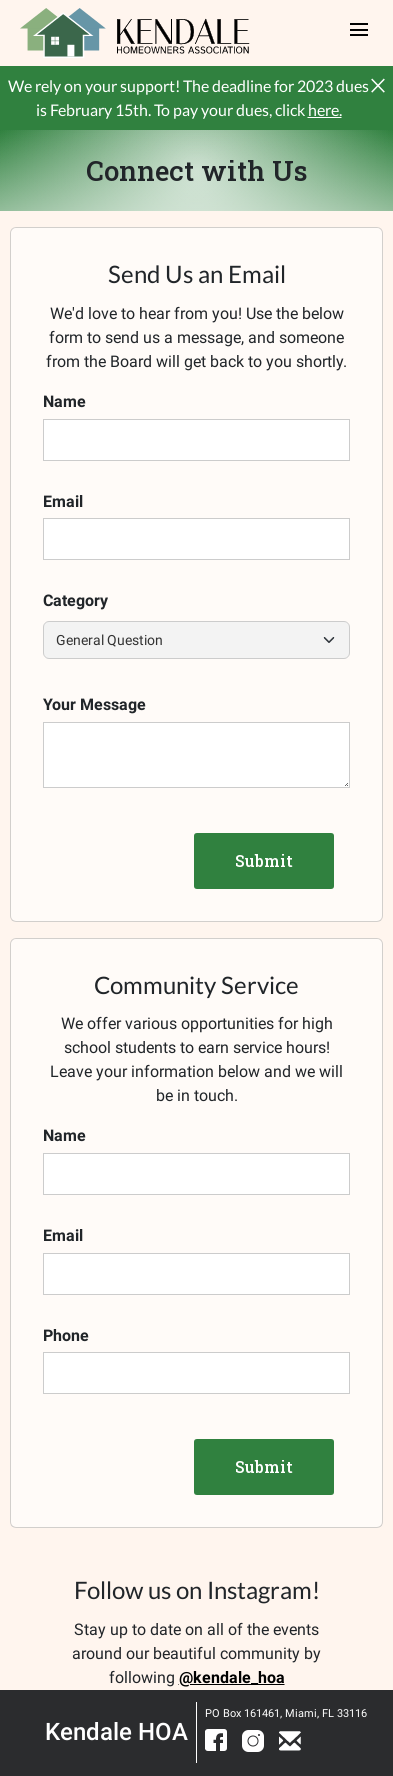 KENDALE
HOMEOWNERS ASSOCIATION
We rely on your support! The deadline for 2023 dues
is February 15th. To pay your dues, click here.
Connect with Us
Send Us an Email
We'd love to hear from you! Use the below
form to send us a message, and someone
from the Board will get back to you shortly.
Name
Email
Category
General Question
Your Message
Submit
Community Service
We offer various opportunities for high
school students to earn service hours!
Leave your information below and we will
be in touch.
Name
Email
Phone
Submit
Follow us on Instagram!
Stay up to date on all of the events
around our beautiful community by
following @kendale_hoa
Kendale HOA
PO Box 161461, Miami, FL 33116